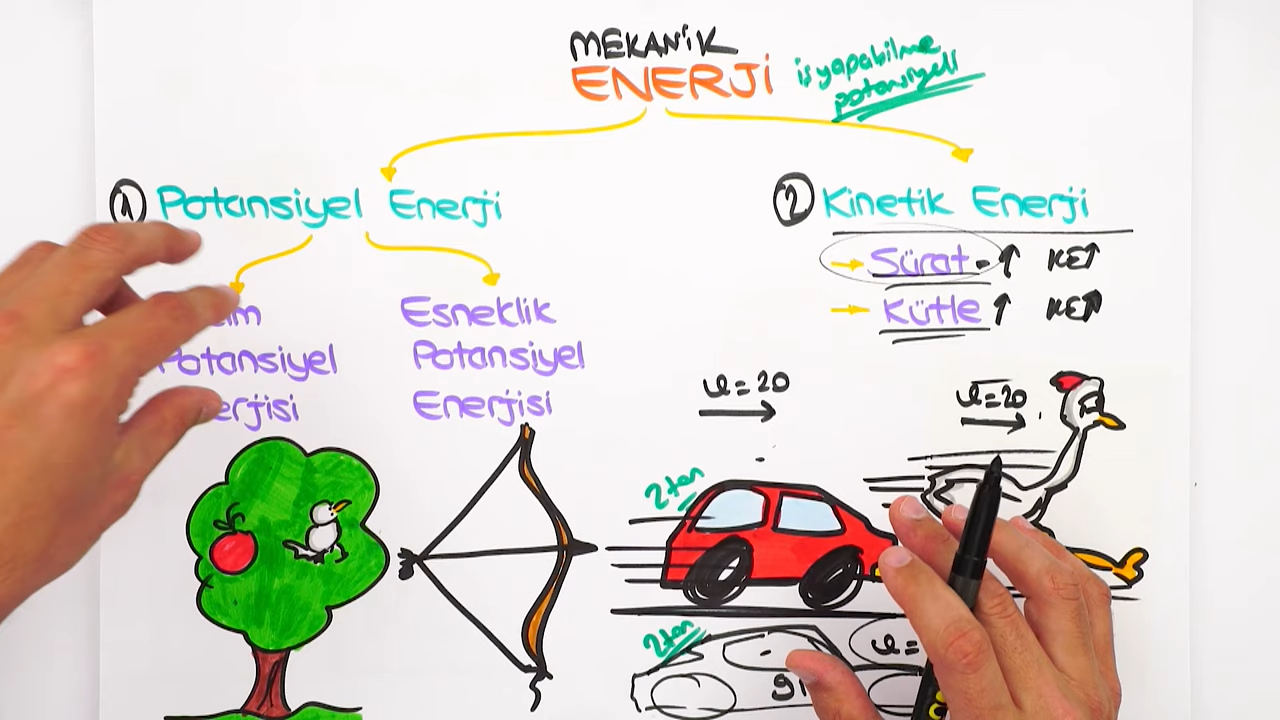 MEKANİK
ENERJİ
iş yapabilme
potansiyeli
1 Potansiyel Enerji
Potansiyel
Esneklik
Potansiyel
Enerjisi
2 Kinetik Enerji
→ Sürat ↑ KE↑
→ Kütle ↑ KE↑
v = 20
v = 20
2 ton
2 ton
v =